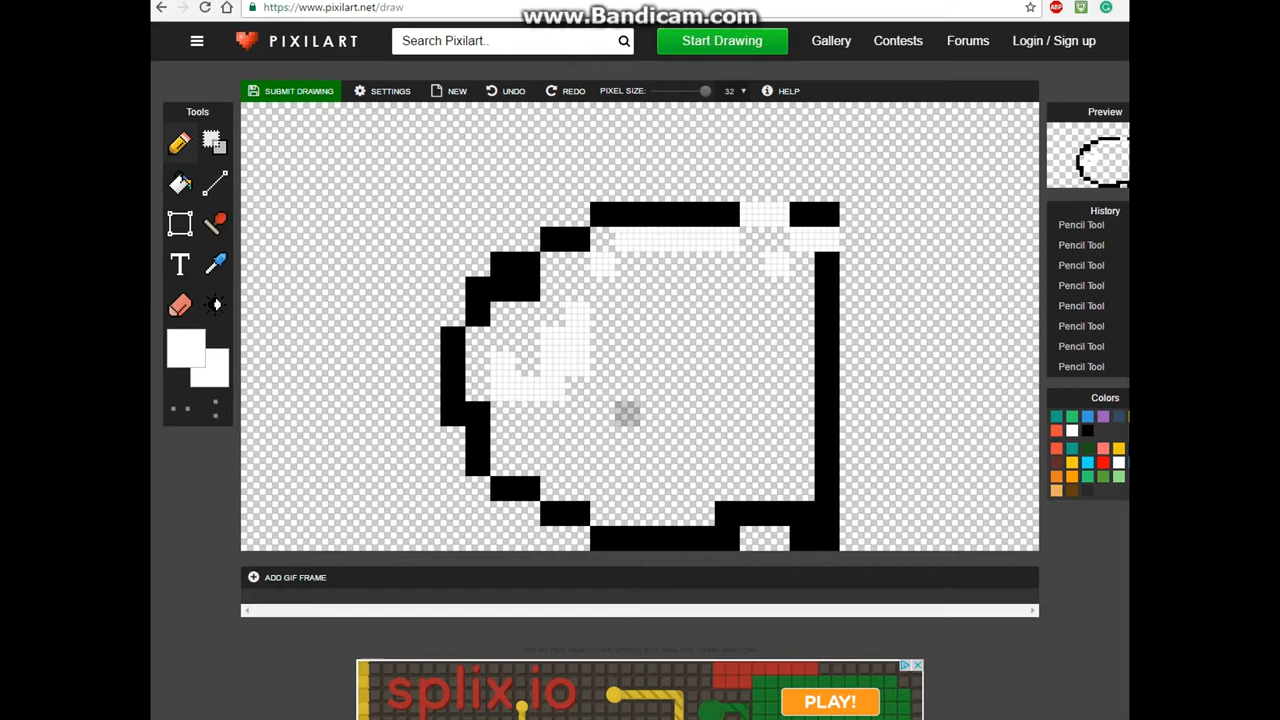 https://www.pixilart.net/draw
www.Bandicam.com
ABP
PIXILART
Search Pixilart..
Start Drawing
Gallery
Contests
Forums
Login / Sign up
SUBMIT DRAWING
SETTINGS
NEW
UNDO
REDO
PIXEL SIZE:
32
HELP
Tools
T
Preview
History
Pencil Tool
Pencil Tool
Pencil Tool
Pencil Tool
Pencil Tool
Pencil Tool
Pencil Tool
Pencil Tool
Colors
ADD GIF FRAME
splix.io
PLAY!